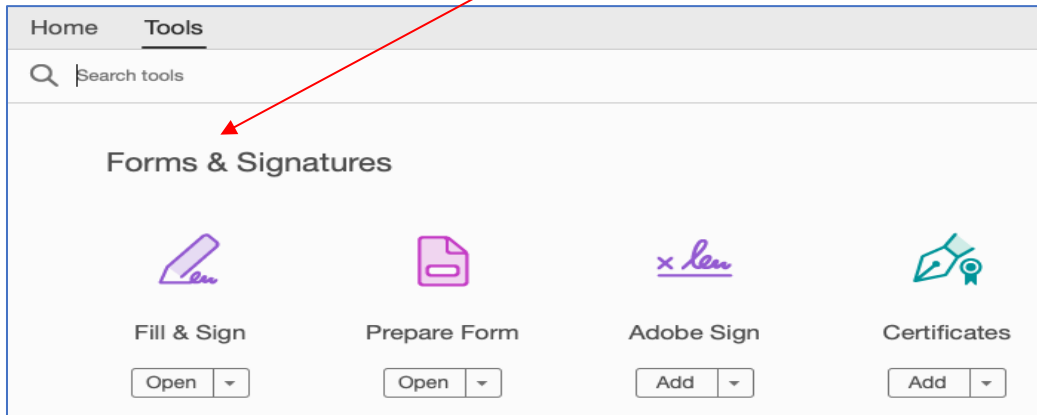 Home Tools
Search tools
Forms & Signatures
Fill & Sign Prepare Form Adobe Sign Certificates
Open Open Add Add